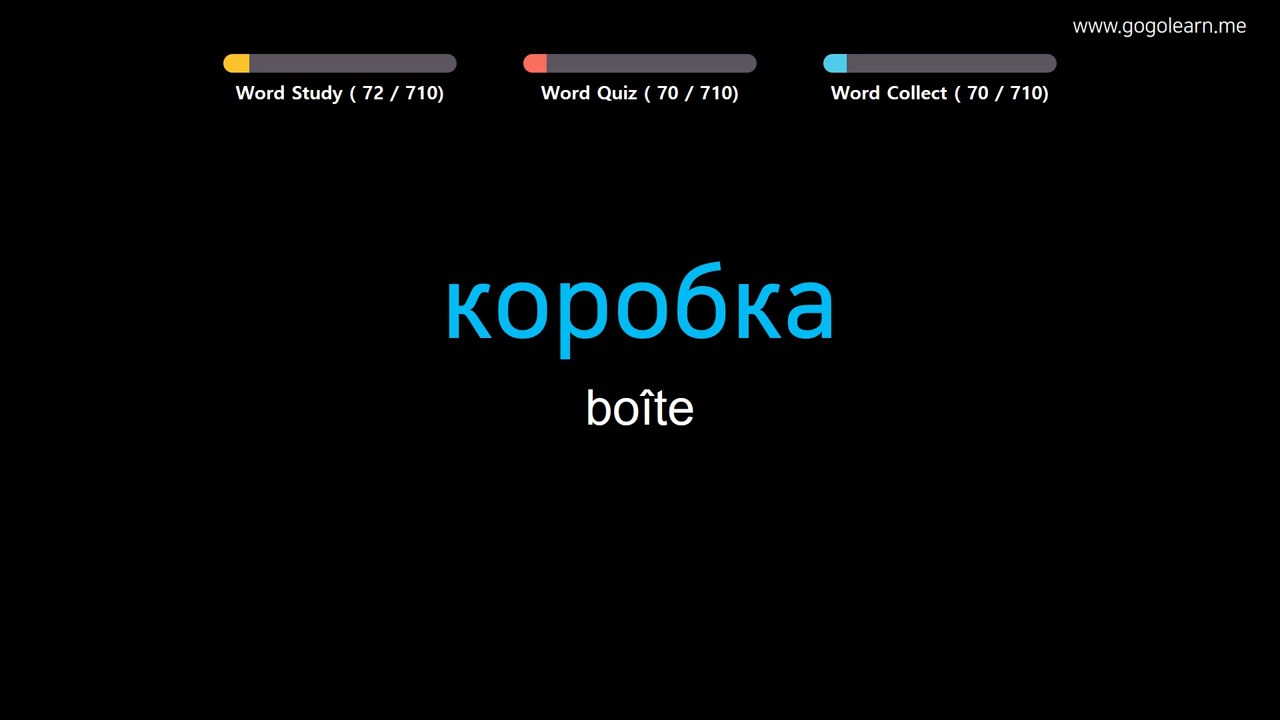 www.gogolearn.me
Word Study ( 72 / 710)
Word Quiz ( 70 / 710)
Word Collect ( 70 / 710)
коробка
boîte